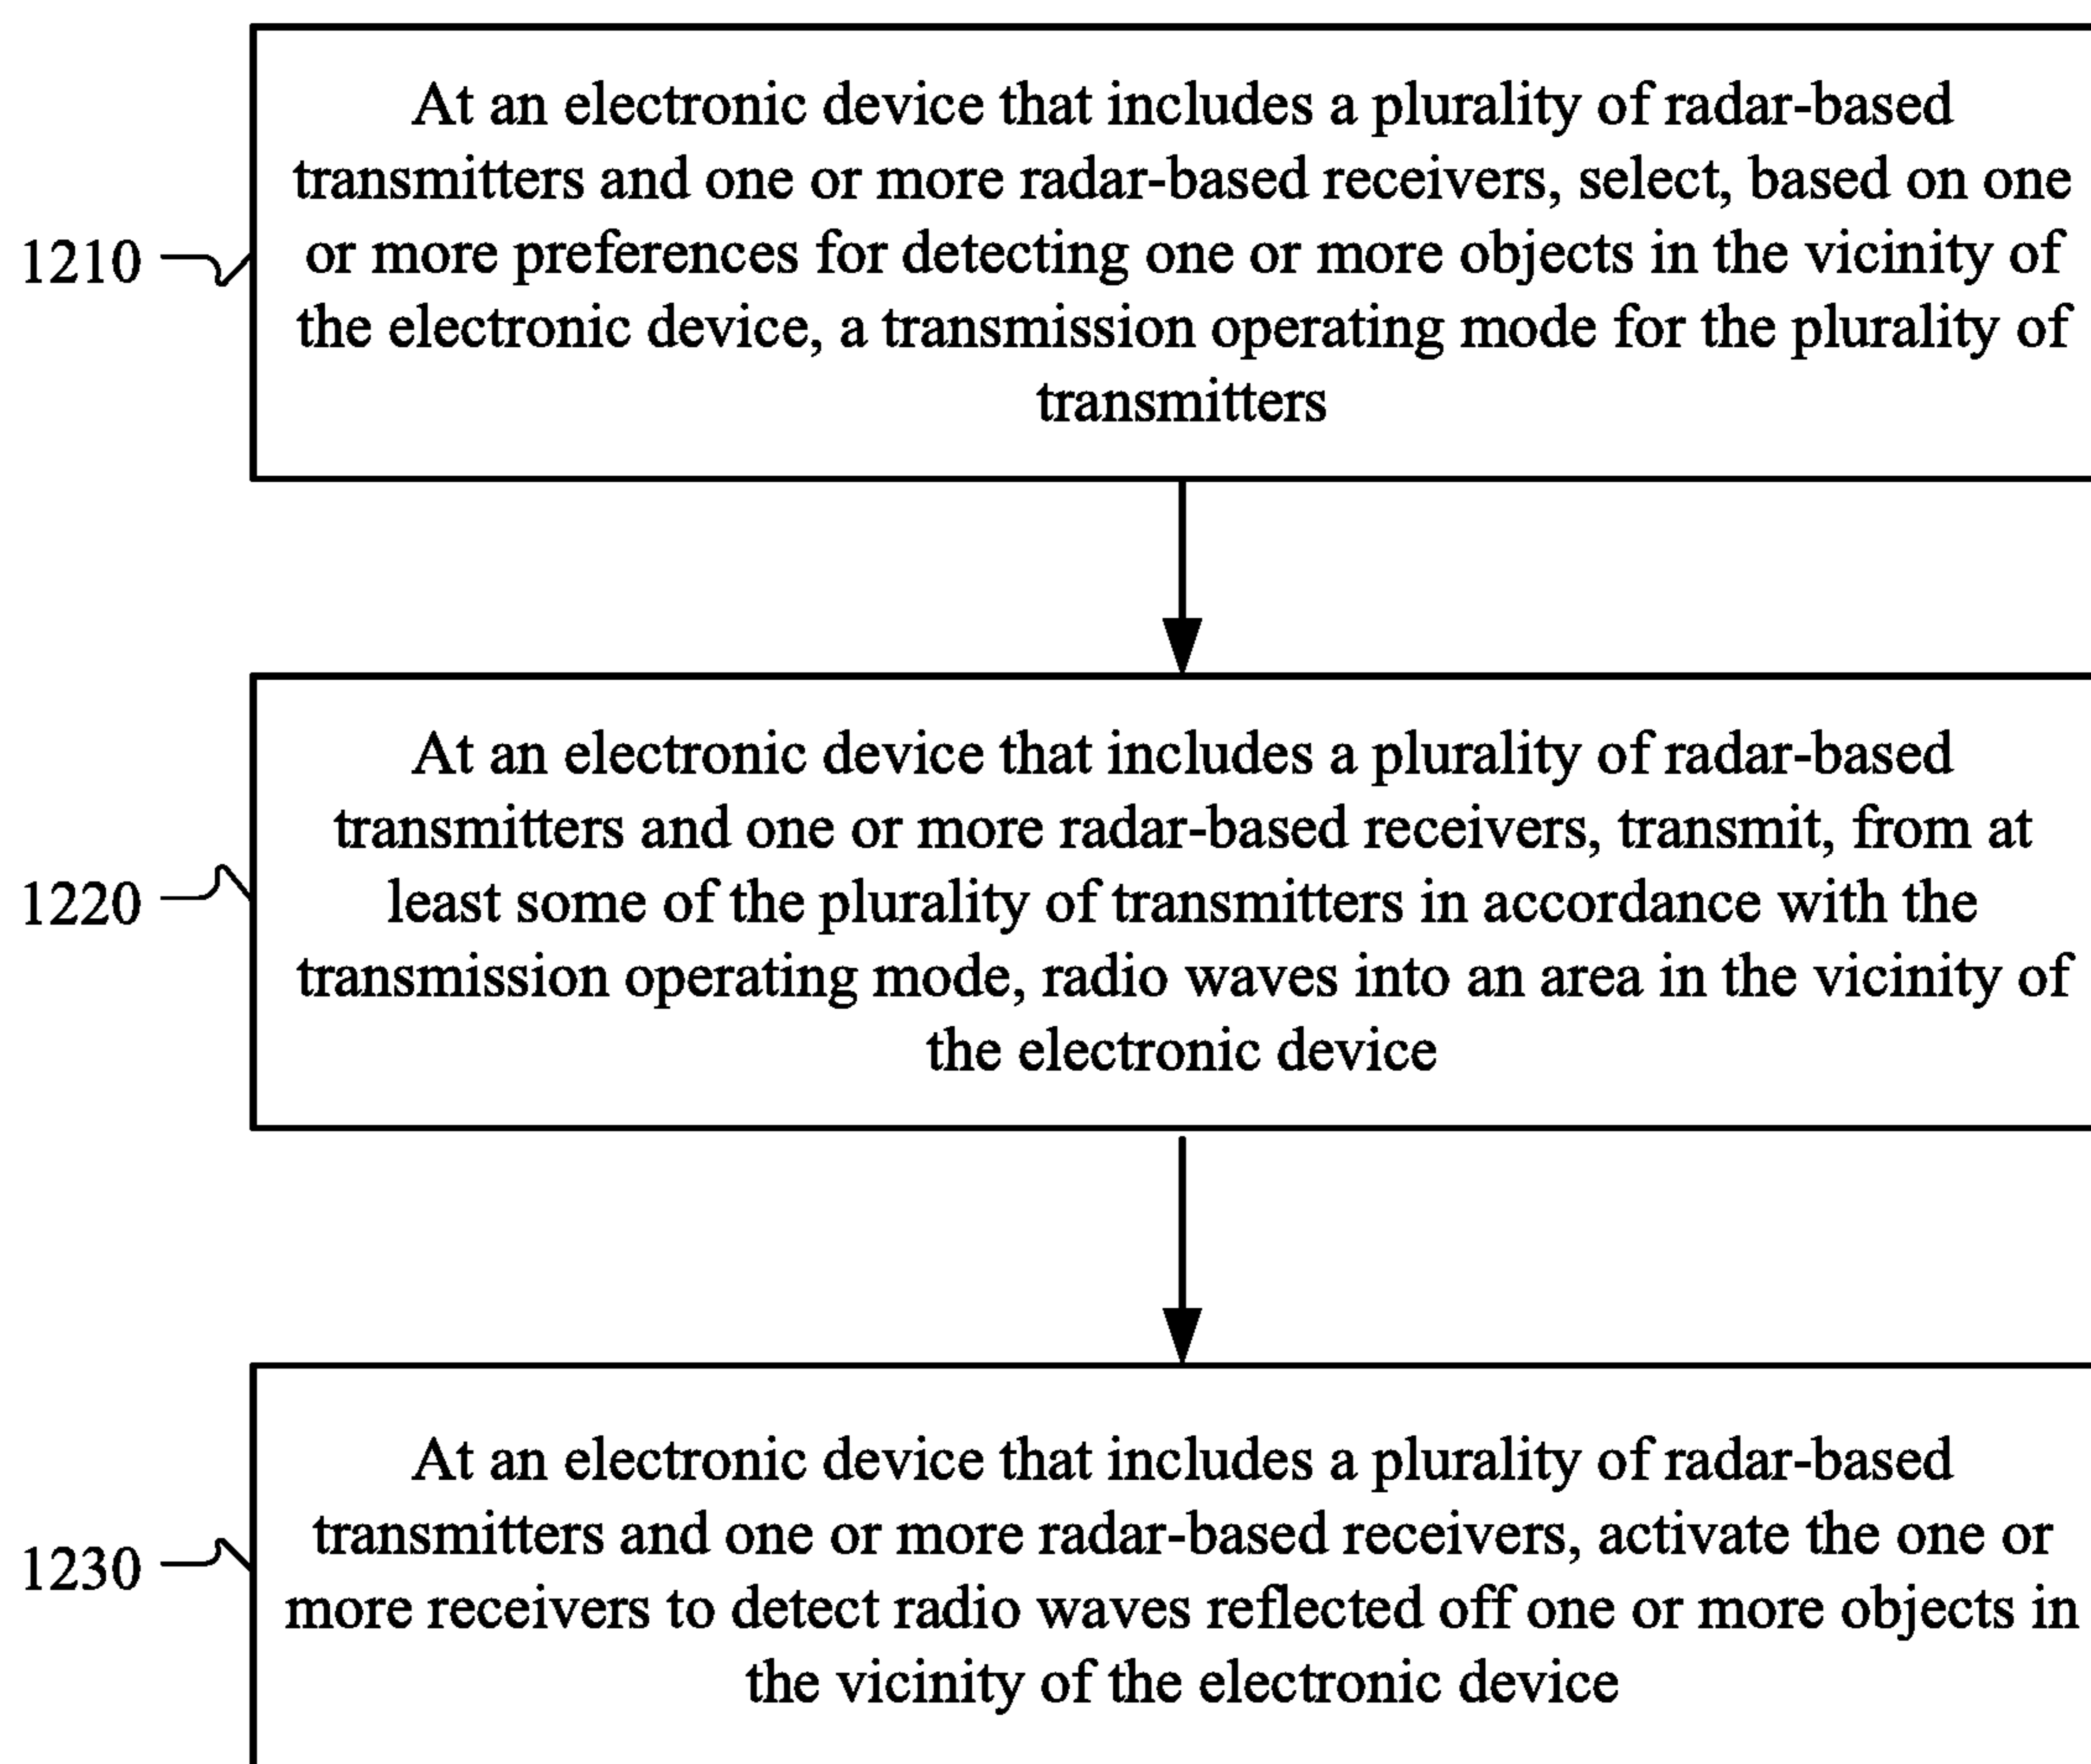 At an electronic device that includes a plurality of radar-based
transmitters and one or more radar-based receivers, select, based on one
or more preferences for detecting one or more objects in the vicinity of
the electronic device, a transmission operating mode for the plurality of
transmitters
1210
At an electronic device that includes a plurality of radar-based
transmitters and one or more radar-based receivers, transmit, from at
least some of the plurality of transmitters in accordance with the
transmission operating mode, radio waves into an area in the vicinity of
the electronic device
1220
At an electronic device that includes a plurality of radar-based
transmitters and one or more radar-based receivers, activate the one or
more receivers to detect radio waves reflected off one or more objects in
the vicinity of the electronic device
1230